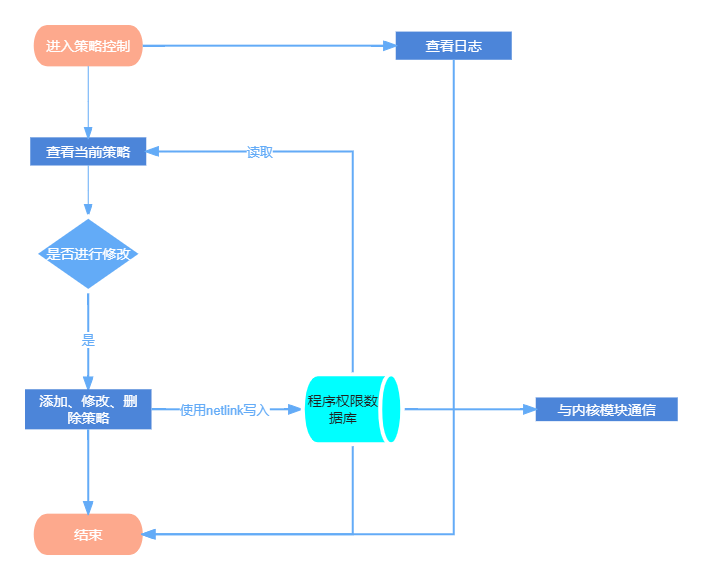 进入策略控制
查看日志
查看当前策略
读取
是否进行修改
是
添加、修改、删
除策略
使用netlink写入
程序权限数
据库
与内核模块通信
结束